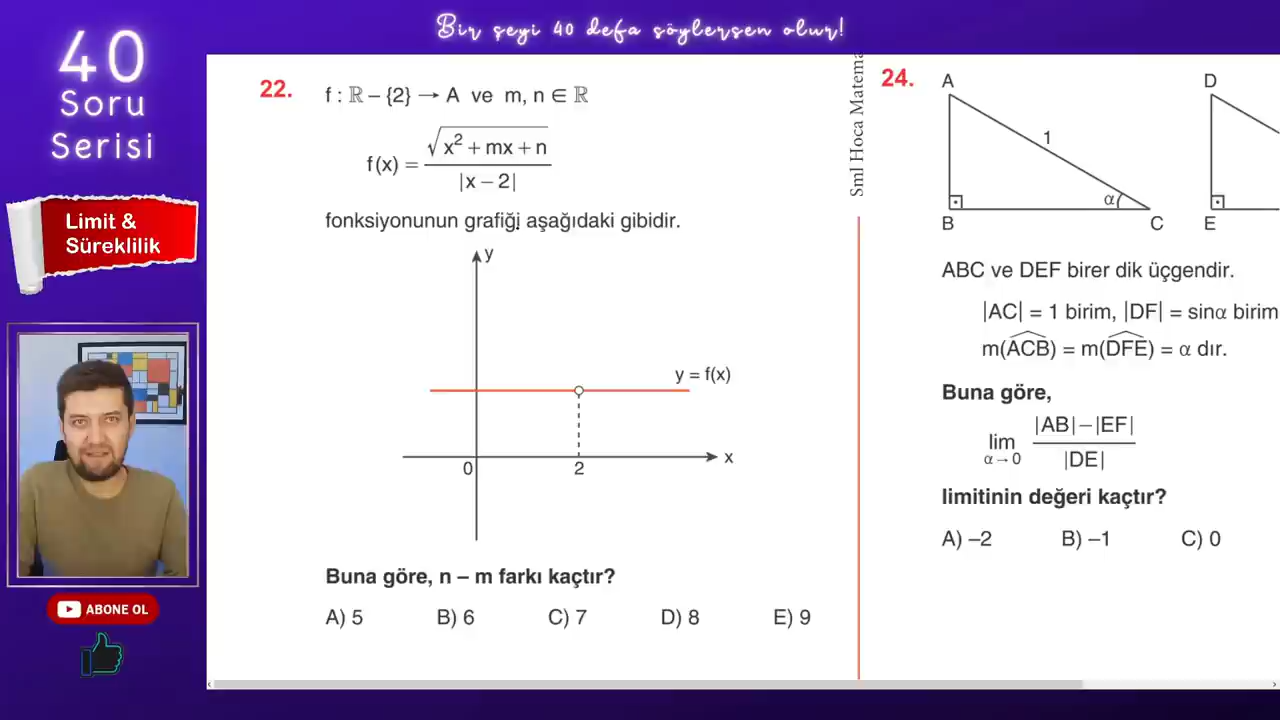 Bir şeyi 40 defa söylersen olur!
40
Soru
Serisi
Limit &
Süreklilik
ABONE OL
22.
f : ℝ – {2} → A ve m, n ∈ ℝ
f(x) = √(x² + mx + n) / |x – 2|
fonksiyonunun grafiği aşağıdaki gibidir.
y
y = f(x)
x
0
2
Buna göre, n – m farkı kaçtır?
A) 5 B) 6 C) 7 D) 8 E) 9
Sml Hoca Matema
24.
A
D
1
α
B
C
E
ABC ve DEF birer dik üçgendir.
|AC| = 1 birim, |DF| = sinα birim
m(ACB) = m(DFE) = α dır.
Buna göre,
lim α→0 (|AB| – |EF|) / |DE|
limitinin değeri kaçtır?
A) –2 B) –1 C) 0